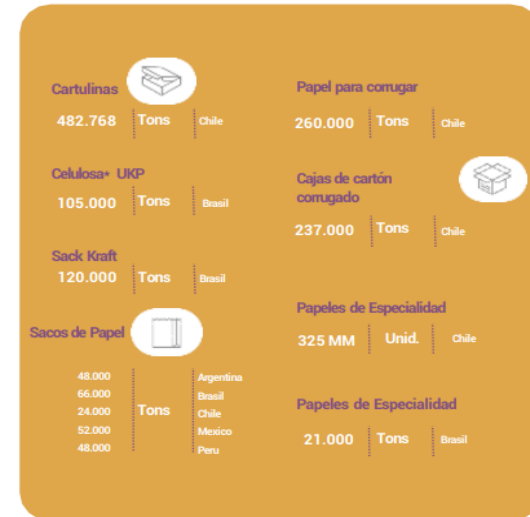 Cartulinas
482.768 Tons Chile
Celulosa+ UKP
105.000 Tons Brasil
Sack Kraft
120.000 Tons Brasil
Sacos de Papel
48.000 Argentina
66.000 Brasil
24.000 Tons Chile
52.000 Mexico
48.000 Peru
Papel para corrugar
260.000 Tons Chile
Cajas de cartón
corrugado
237.000 Tons Chile
Papeles de Especialidad
325 MM Unid. Chile
Papeles de Especialidad
21.000 Tons Brasil